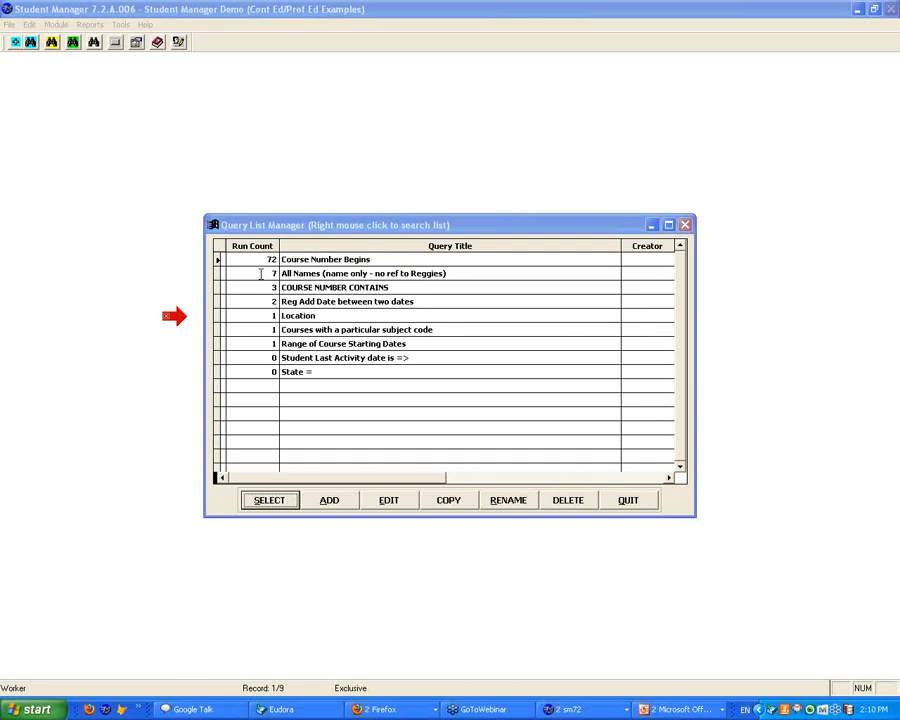 Student Manager 7.2.A.006 - Student Manager Demo (Cont Ed/Prof Ed Examples)
File Edit Module Reports Tools Help
Query List Manager (Right mouse click to search list)
Run Count Query Title Creator
72 Course Number Begins
7 All Names (name only - no ref to Reggies)
3 COURSE NUMBER CONTAINS
2 Reg Add Date between two dates
1 Location
1 Courses with a particular subject code
1 Range of Course Starting Dates
0 Student Last Activity date is =>
0 State =
SELECT ADD EDIT COPY RENAME DELETE QUIT
Worker Record: 1/9 Exclusive NUM
start Google Talk Eudora 2 Firefox GoToWebinar sm72 2 Microsoft Off... EN 2:10 PM